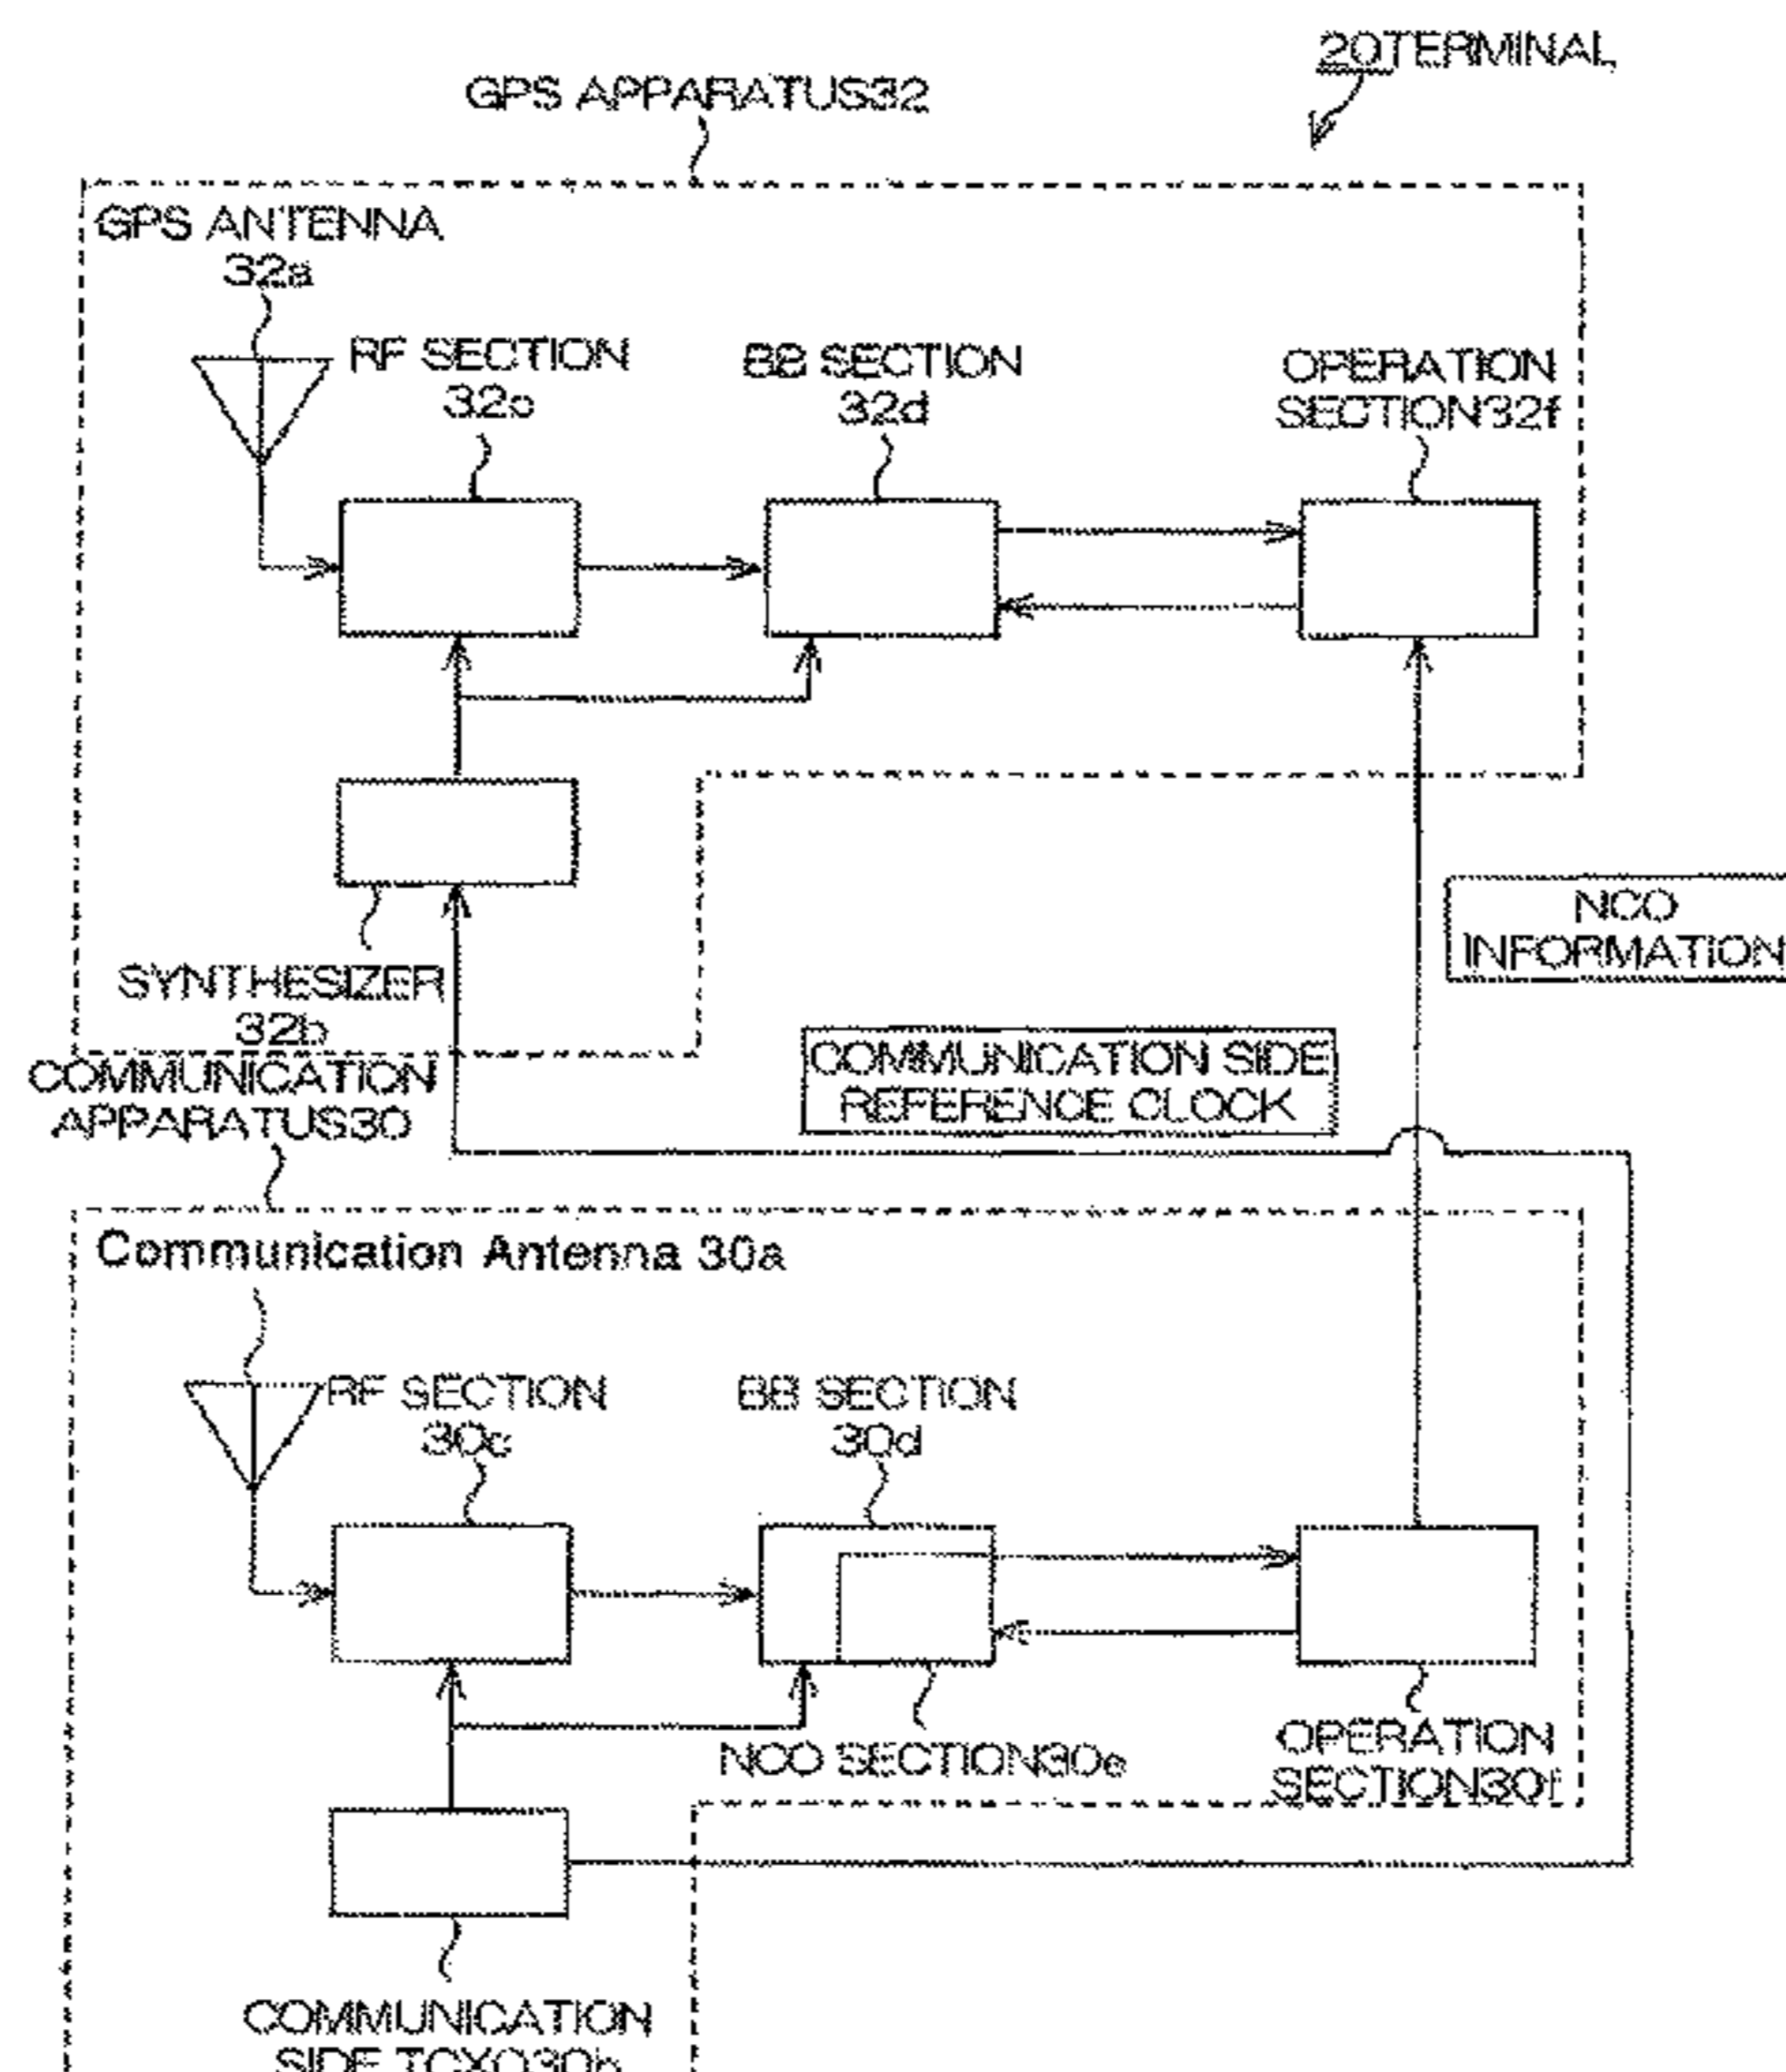 20TERMINAL
GPS APPARATUS32
GPS ANTENNA
32a
RF SECTION
32c
BB SECTION
32d
OPERATION
SECTION32f
SYNTHESIZER
32b
NCO
INFORMATION
COMMUNICATION SIDE
REFERENCE CLOCK
COMMUNICATION
APPARATUS30
Communication Antenna 30a
RF SECTION
30c
BB SECTION
30d
NCO SECTION30e
OPERATION
SECTION30f
COMMUNICATION
SIDE TCXO30b